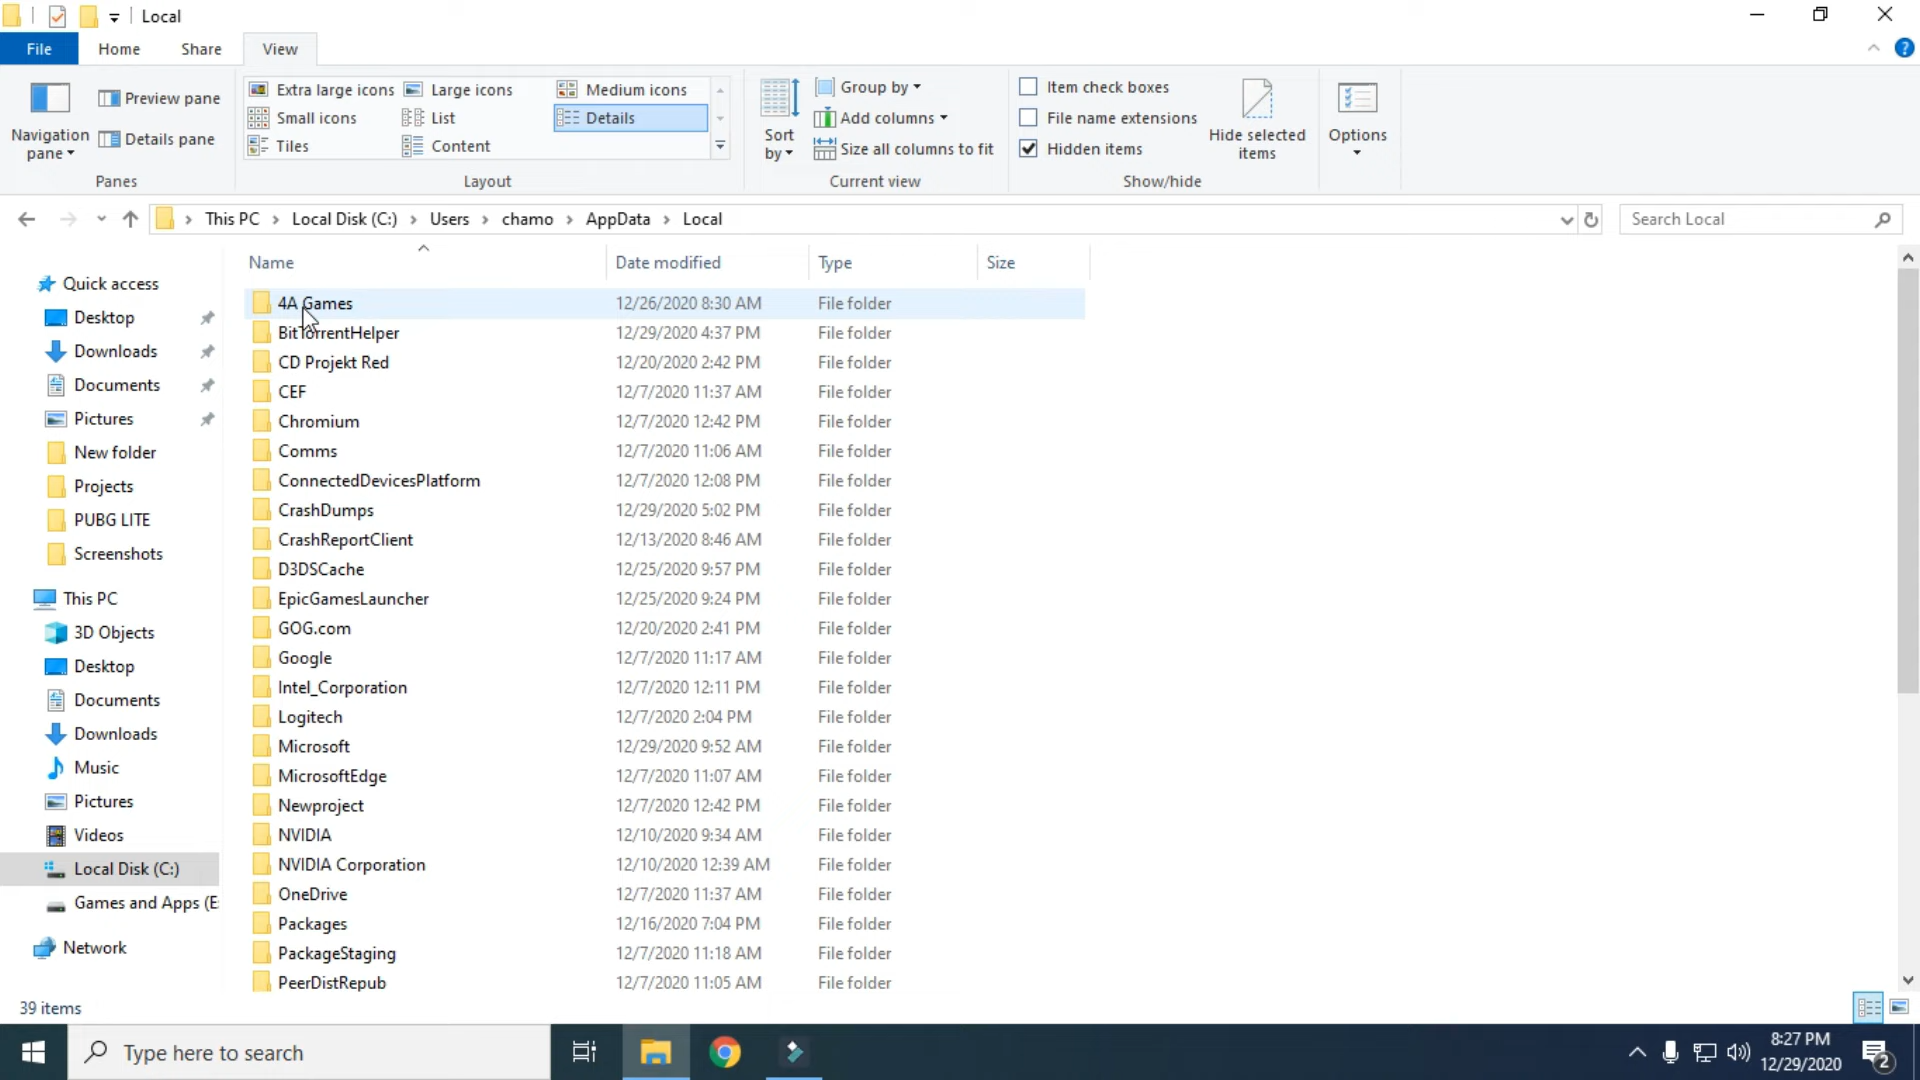 Local
File Home Share View
Navigation pane
Preview pane
Details pane
Panes
Extra large icons Large icons Medium icons
Small icons List Details
Tiles Content
Layout
Sort by
Group by
Add columns
Size all columns to fit
Current view
Item check boxes
File name extensions
Hidden items
Hide selected items
Show/hide
Options
This PC Local Disk (C:) Users chamo AppData Local
Search Local
Quick access
Desktop
Downloads
Documents
Pictures
New folder
Projects
PUBG LITE
Screenshots
This PC
3D Objects
Desktop
Documents
Downloads
Music
Pictures
Videos
Local Disk (C:)
Games and Apps (E:
Network
Name Date modified Type Size
4A Games 12/26/2020 8:30 AM File folder
BitTorrentHelper 12/29/2020 4:37 PM File folder
CD Projekt Red 12/20/2020 2:42 PM File folder
CEF 12/7/2020 11:37 AM File folder
Chromium 12/7/2020 12:42 PM File folder
Comms 12/7/2020 11:06 AM File folder
ConnectedDevicesPlatform 12/7/2020 12:08 PM File folder
CrashDumps 12/29/2020 5:02 PM File folder
CrashReportClient 12/13/2020 8:46 AM File folder
D3DSCache 12/25/2020 9:57 PM File folder
EpicGamesLauncher 12/25/2020 9:24 PM File folder
GOG.com 12/20/2020 2:41 PM File folder
Google 12/7/2020 11:17 AM File folder
Intel_Corporation 12/7/2020 12:11 PM File folder
Logitech 12/7/2020 2:04 PM File folder
Microsoft 12/29/2020 9:52 AM File folder
MicrosoftEdge 12/7/2020 11:07 AM File folder
Newproject 12/7/2020 12:42 PM File folder
NVIDIA 12/10/2020 9:34 AM File folder
NVIDIA Corporation 12/10/2020 12:39 AM File folder
OneDrive 12/7/2020 11:37 AM File folder
Packages 12/16/2020 7:04 PM File folder
PackageStaging 12/7/2020 11:18 AM File folder
PeerDistRepub 12/7/2020 11:05 AM File folder
39 items
Type here to search
8:27 PM
12/29/2020
2